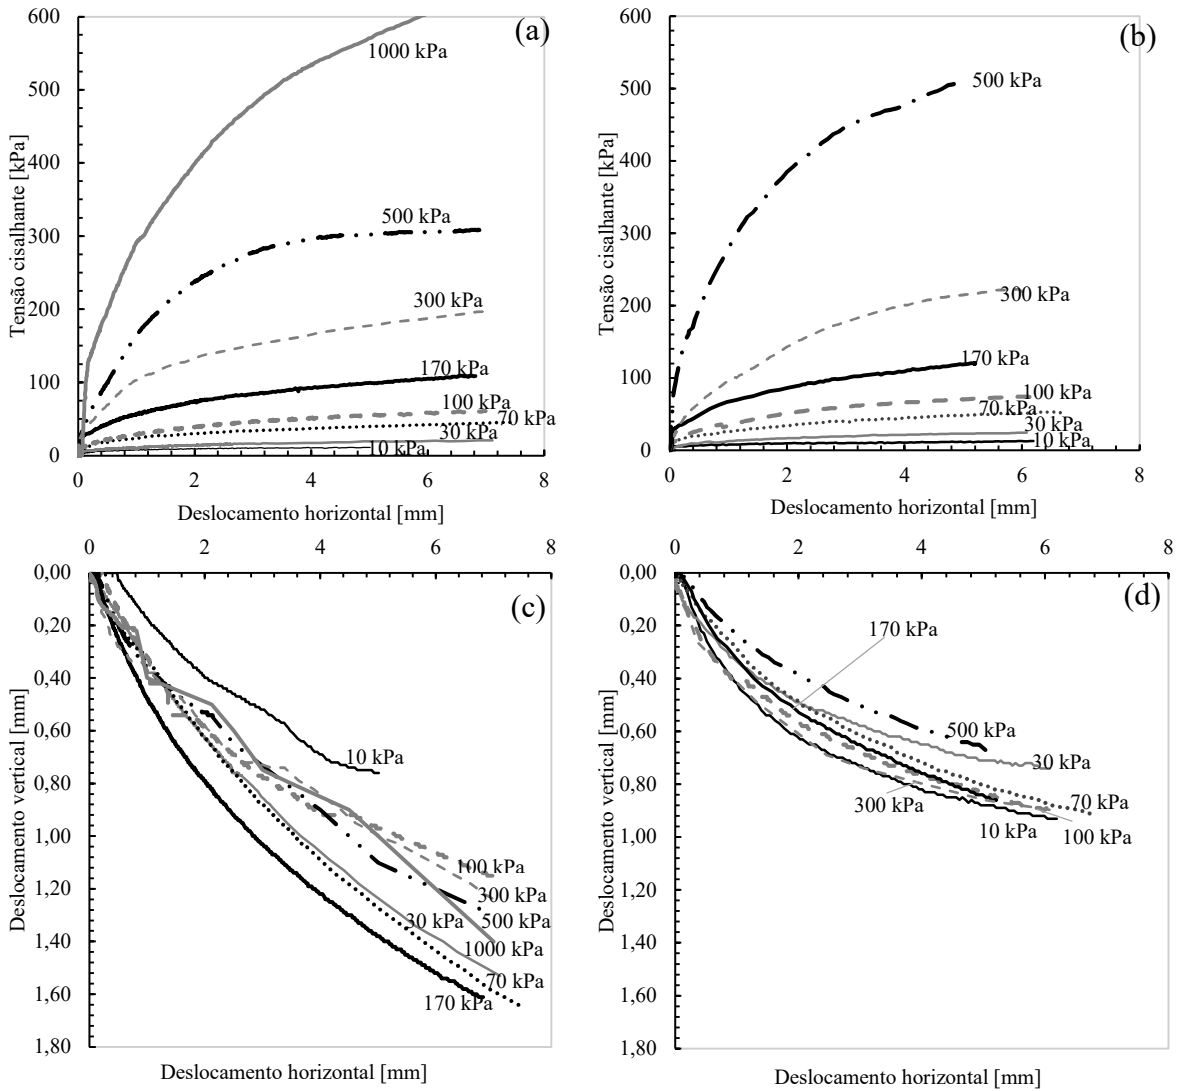 (a)
600
500
400
300
200
100
0
Tensão cisalhante [kPa]
1000 kPa
500 kPa
300 kPa
170 kPa
100 kPa
70 kPa
30 kPa
10 kPa
0 2 4 6 8
Deslocamento horizontal [mm]
(b)
600
500
400
300
200
100
0
Tensão cisalhante [kPa]
500 kPa
300 kPa
170 kPa
100 kPa
70 kPa
30 kPa
10 kPa
0 2 4 6 8
Deslocamento horizontal [mm]
0 2 4 6 8
(c)
0,00
0,20
0,40
0,60
0,80
1,00
1,20
1,40
1,60
1,80
Deslocamento vertical [mm]
10 kPa
100 kPa
300 kPa
30 kPa
500 kPa
1000 kPa
70 kPa
170 kPa
Deslocamento horizontal [mm]
0 2 4 6 8
(d)
0,00
0,20
0,40
0,60
0,80
1,00
1,20
1,40
1,60
1,80
Deslocamento vertical [mm]
170 kPa
500 kPa
30 kPa
300 kPa
70 kPa
10 kPa
100 kPa
Deslocamento horizontal [mm]